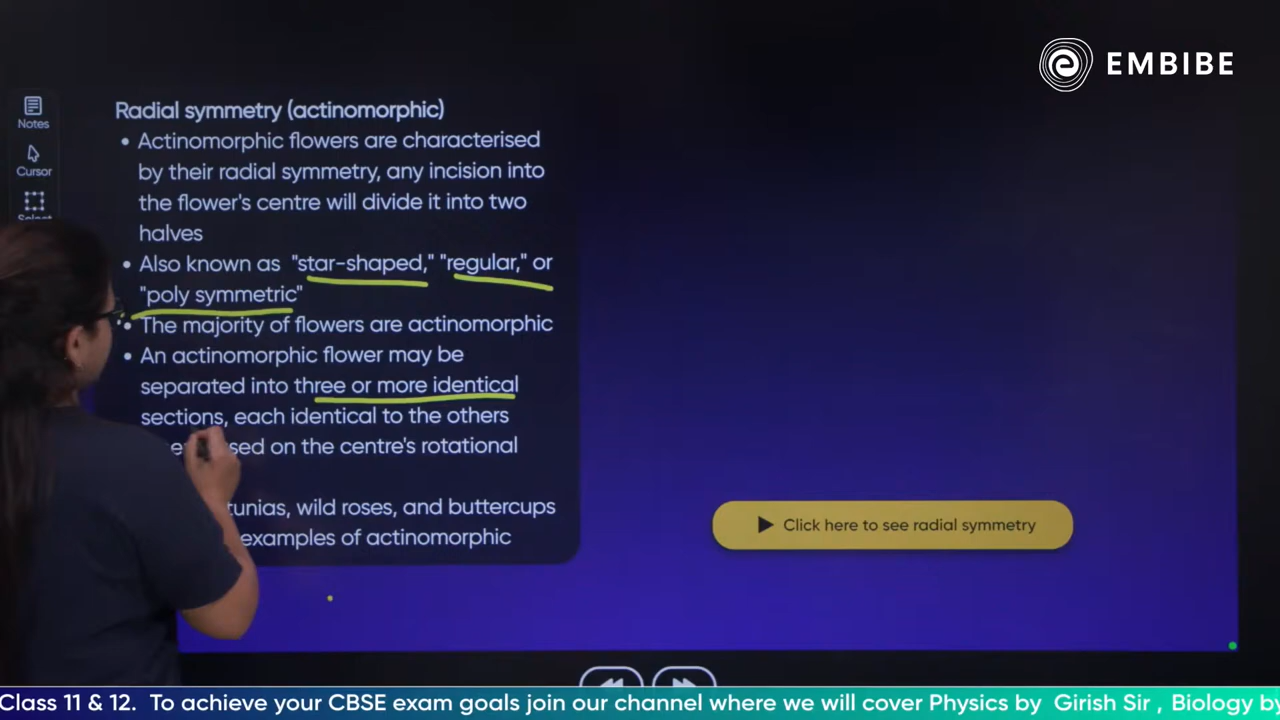 EMBIBE
Notes
Cursor
Select
Radial symmetry (actinomorphic)
• Actinomorphic flowers are characterised
by their radial symmetry, any incision into
the flower's centre will divide it into two
halves
• Also known as "star-shaped," "regular," or
"poly symmetric"
• The majority of flowers are actinomorphic
• An actinomorphic flower may be
separated into three or more identical
sections, each identical to the others
on the centre's rotational
wild roses, and buttercups
examples of actinomorphic
Click here to see radial symmetry
Class 11 & 12. To achieve your CBSE exam goals join our channel where we will cover Physics by Girish Sir , Biology by